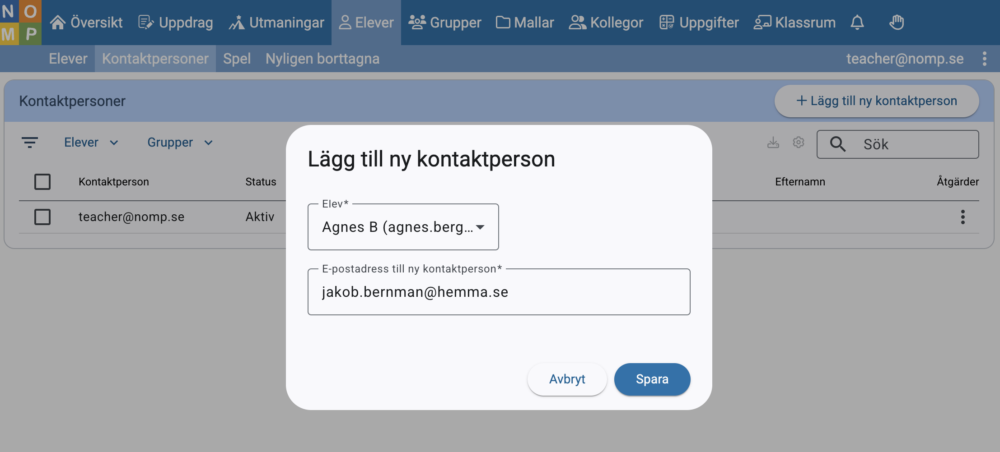 N O
M P
Översikt Uppdrag Utmaningar Elever Grupper Mallar Kollegor Uppgifter Klassrum
Elever Kontaktpersoner Spel Nyligen borttagna teacher@nomp.se
Kontaktpersoner + Lägg till ny kontaktperson
Elever Grupper Sök
Kontaktperson Status Efternamn Åtgärder
teacher@nomp.se Aktiv
Lägg till ny kontaktperson
Elev*
Agnes B (agnes.berg...
E-postadress till ny kontaktperson*
jakob.bernman@hemma.se
Avbryt Spara